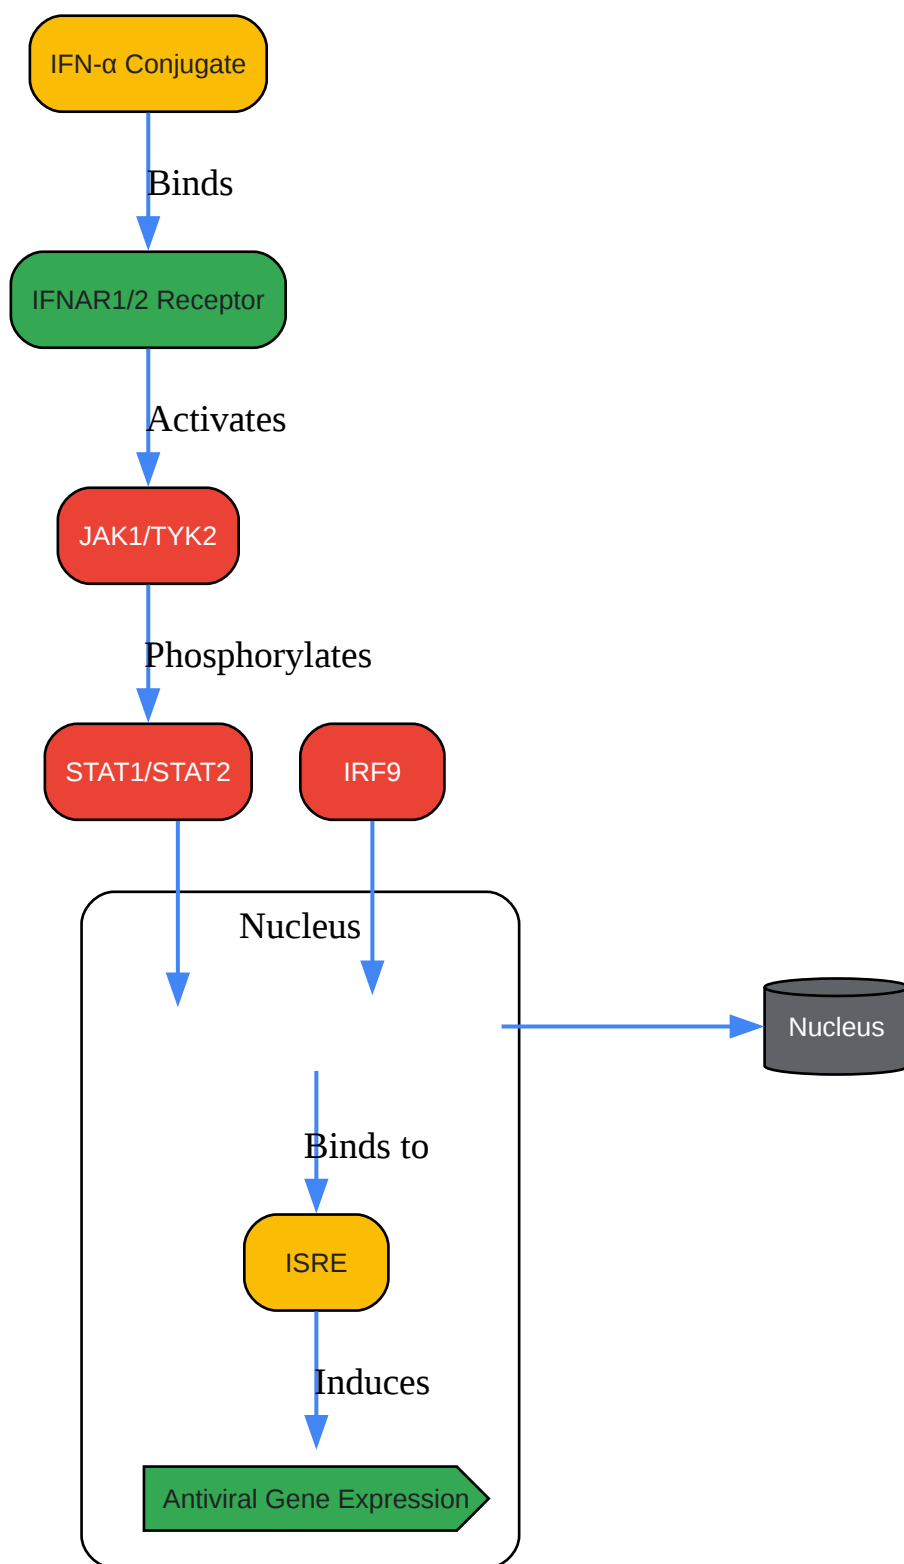 IFN-α Conjugate
Binds
IFNAR1/2 Receptor
Activates
JAK1/TYK2
Phosphorylates
STAT1/STAT2
IRF9
Nucleus
Nucleus
Binds to
ISRE
Induces
Antiviral Gene Expression